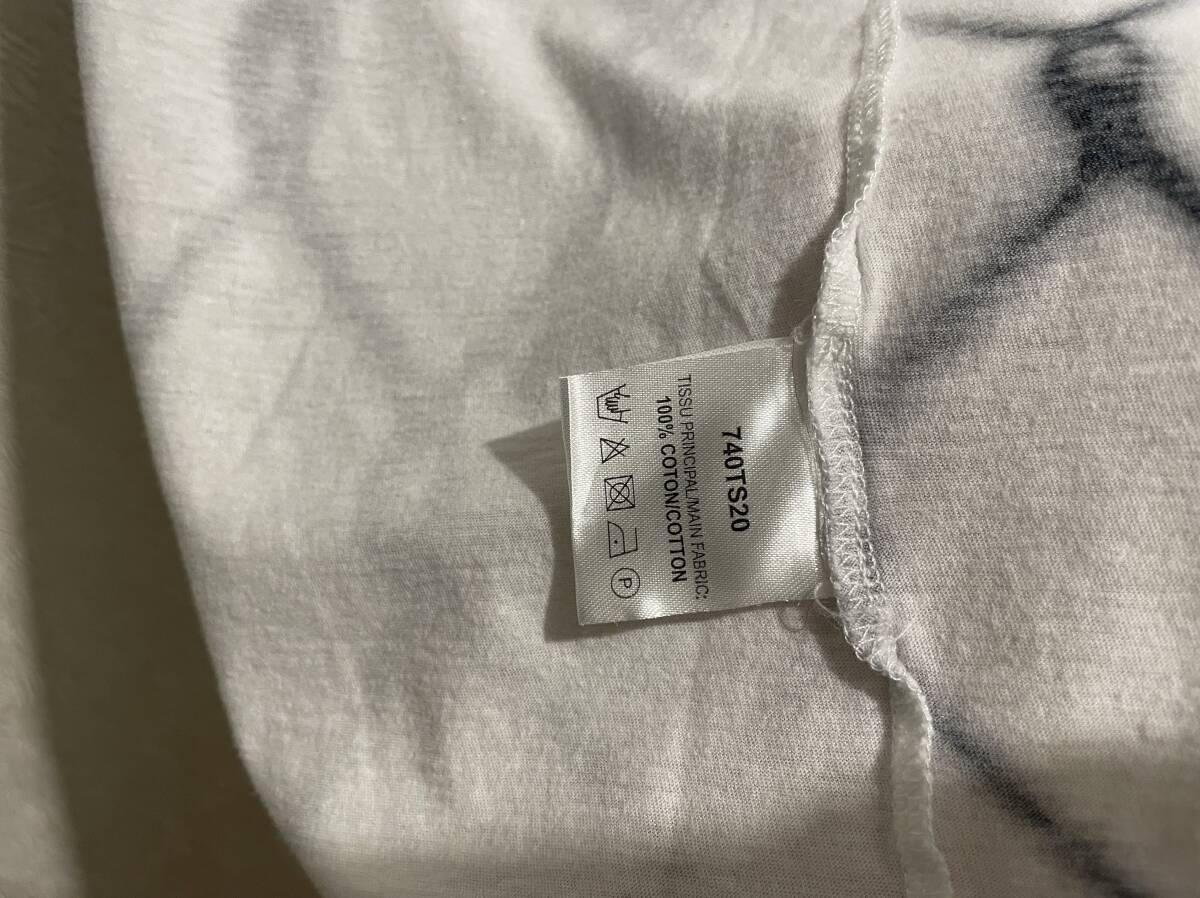 740TS20
TISSU PRINCIPAL/MAIN FABRIC:
100% COTON/COTTON
P